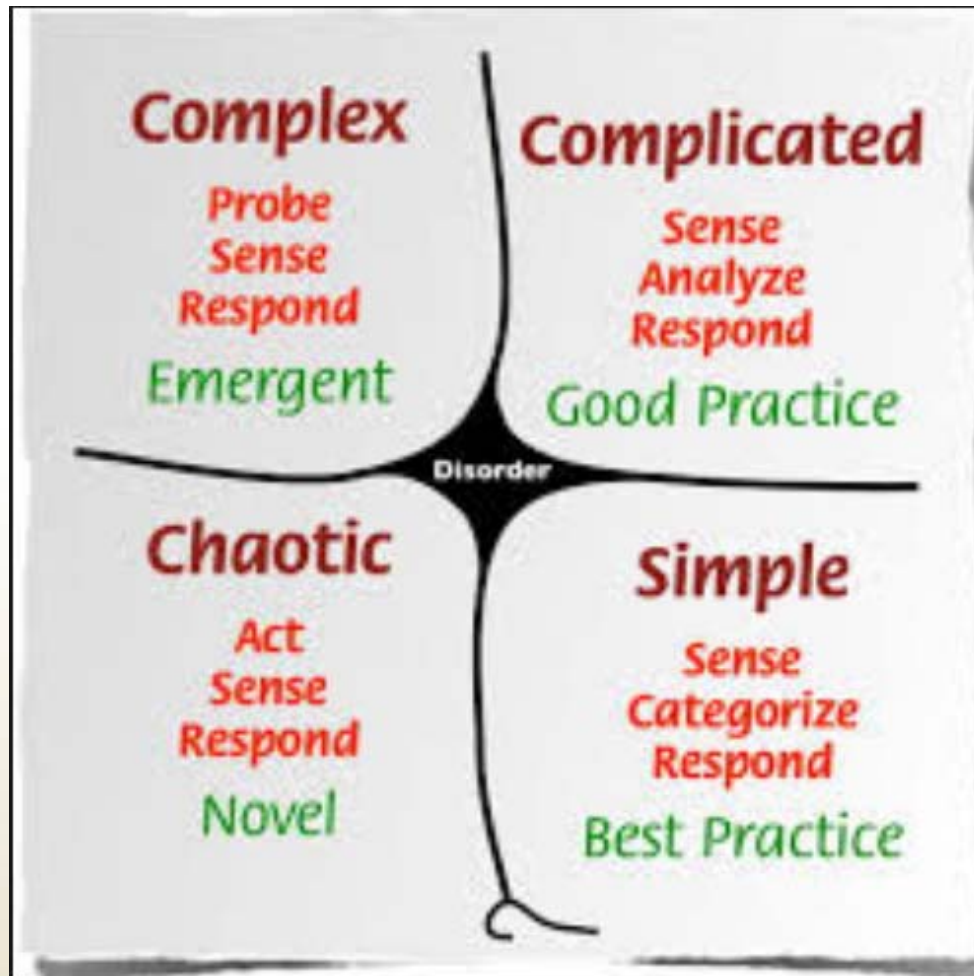 Complex
Probe
Sense
Respond
Emergent
Complicated
Sense
Analyze
Respond
Good Practice
Disorder
Chaotic
Act
Sense
Respond
Novel
Simple
Sense
Categorize
Respond
Best Practice